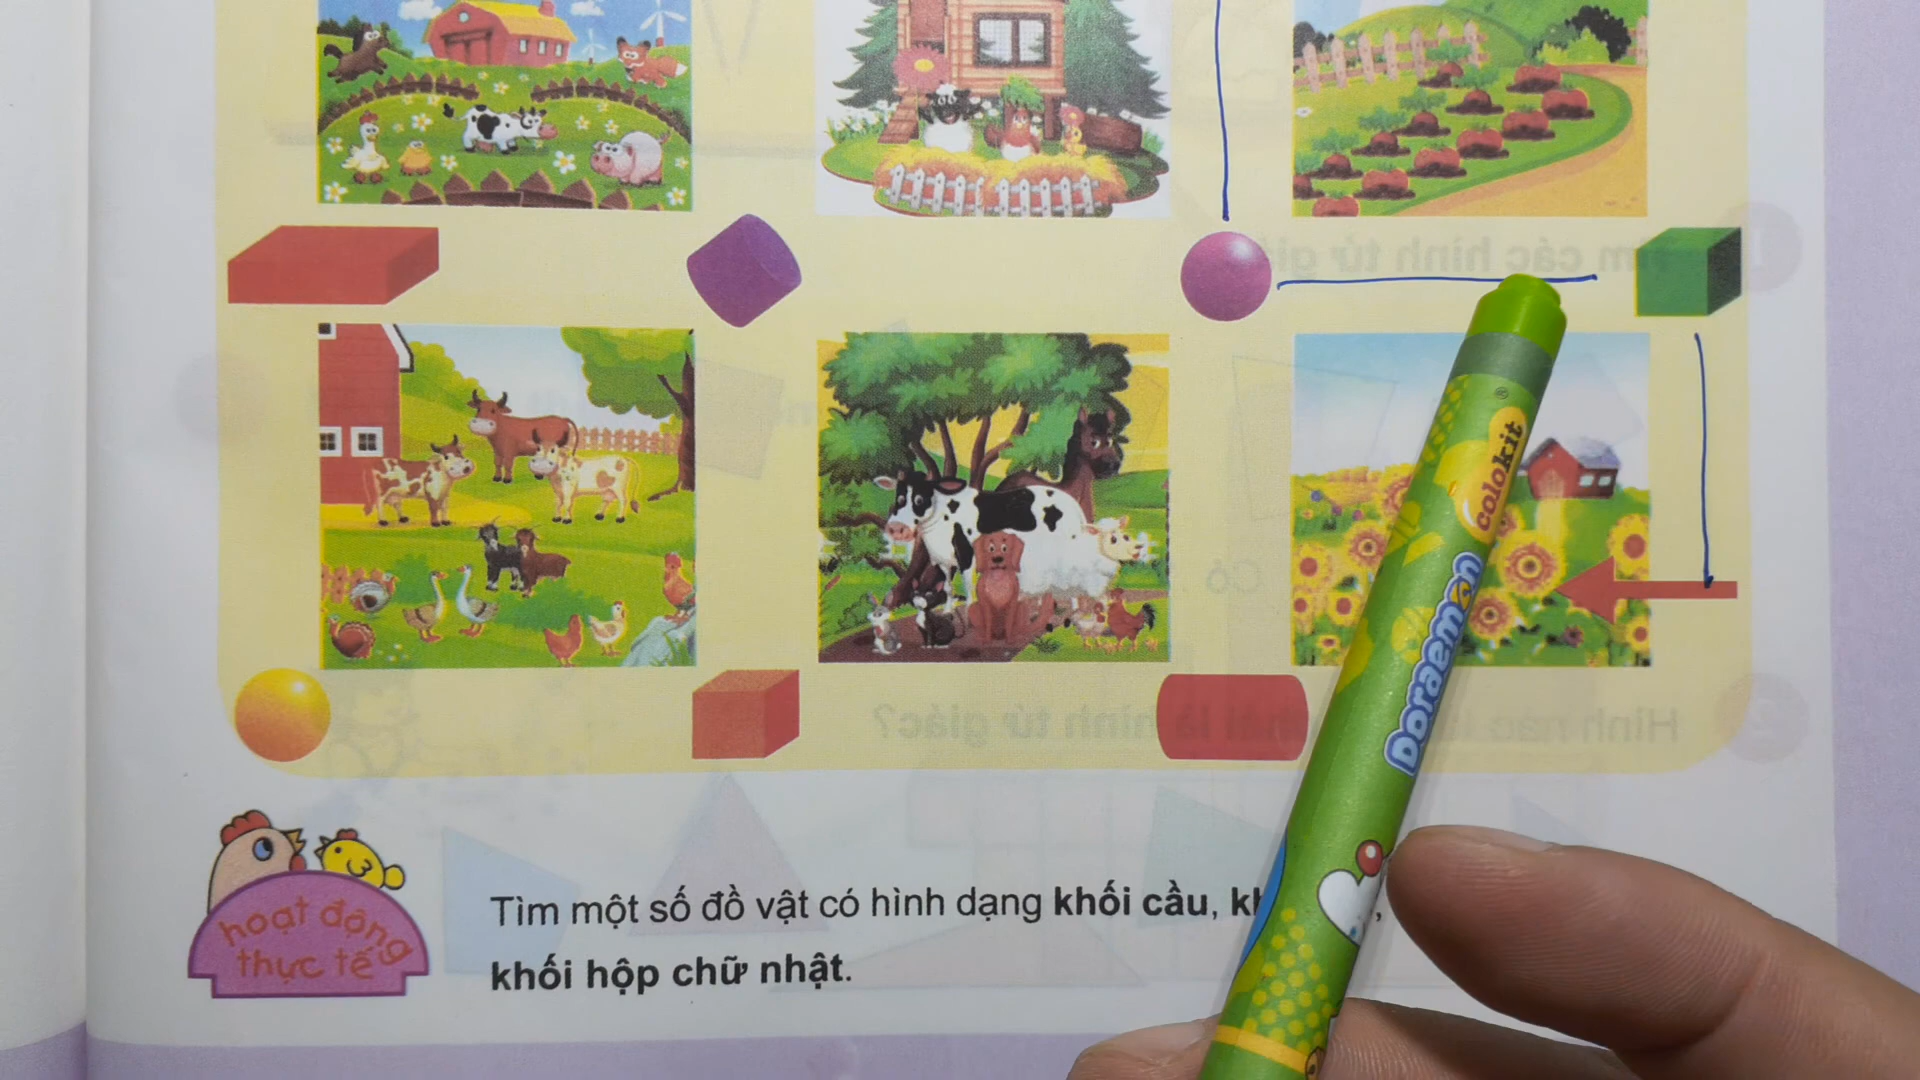 colokit
Doraemon
Tìm một số đồ vật có hình dạng khối cầu,
khối hộp chữ nhật.
hoạt động
thực tế